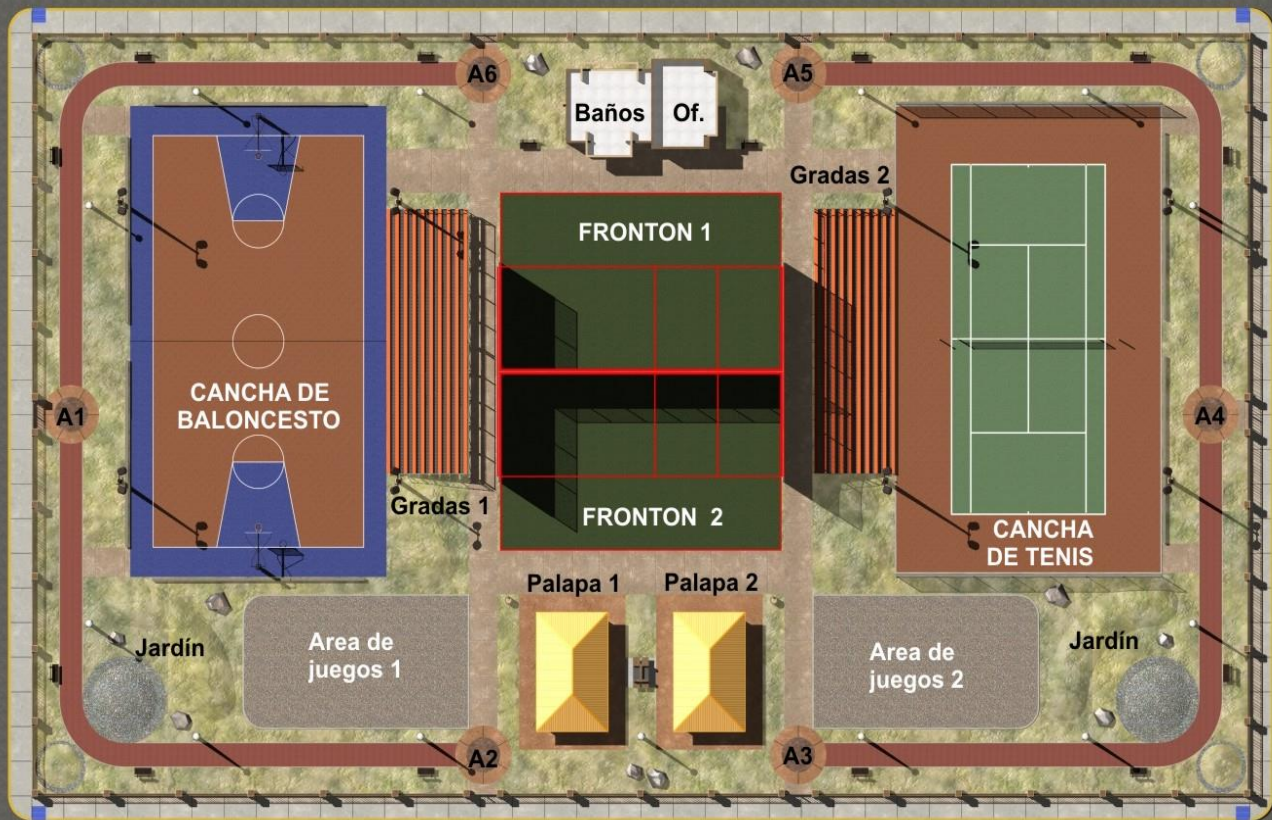 A6
A5
Baños
Of.
Gradas 2
FRONTON 1
CANCHA DE
BALONCESTO
A1
A4
Gradas 1
FRONTON 2
CANCHA
DE TENIS
Palapa 1
Palapa 2
Jardín
Area de
juegos 1
Area de
juegos 2
Jardín
A2
A3